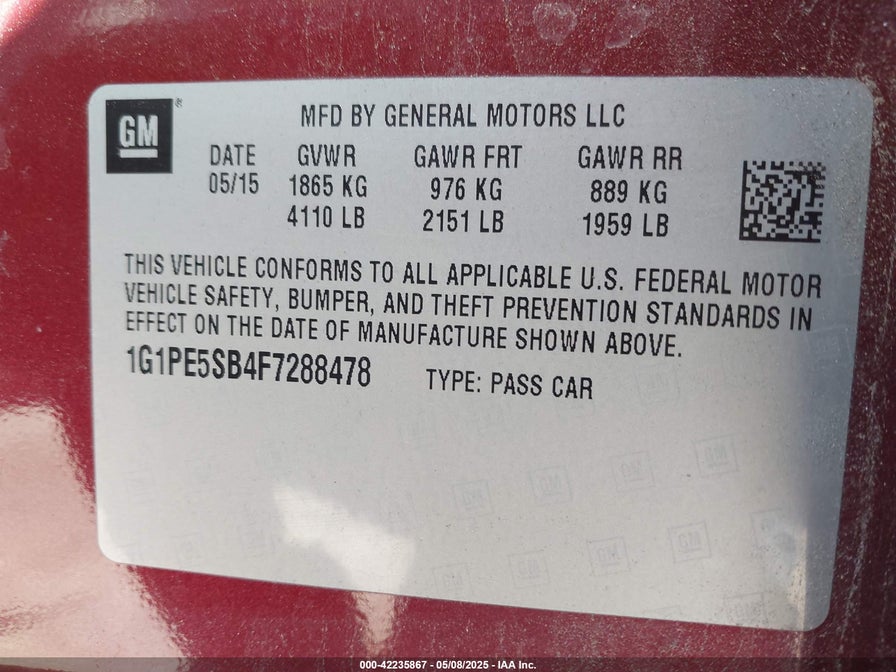 GM
MFD BY GENERAL MOTORS LLC
DATE GVWR GAWR FRT GAWR RR
05/15 1865 KG 976 KG 889 KG
4110 LB 2151 LB 1959 LB
THIS VEHICLE CONFORMS TO ALL APPLICABLE U.S. FEDERAL MOTOR
VEHICLE SAFETY, BUMPER, AND THEFT PREVENTION STANDARDS IN
EFFECT ON THE DATE OF MANUFACTURE SHOWN ABOVE.
1G1PE5SB4F7288478 TYPE: PASS CAR
000-42235867 — 05/08/2025 — IAA Inc.